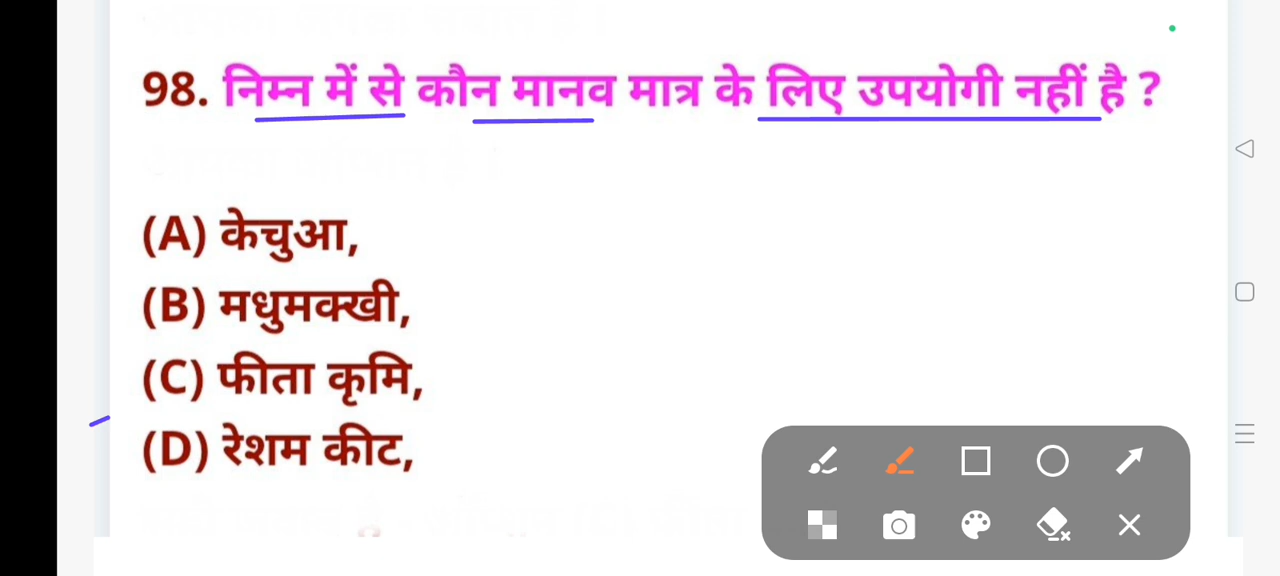 98. निम्न में से कौन मानव मात्र के लिए उपयोगी नहीं है ?
(A) केचुआ,
(B) मधुमक्खी,
(C) फीता कृमि,
(D) रेशम कीट,